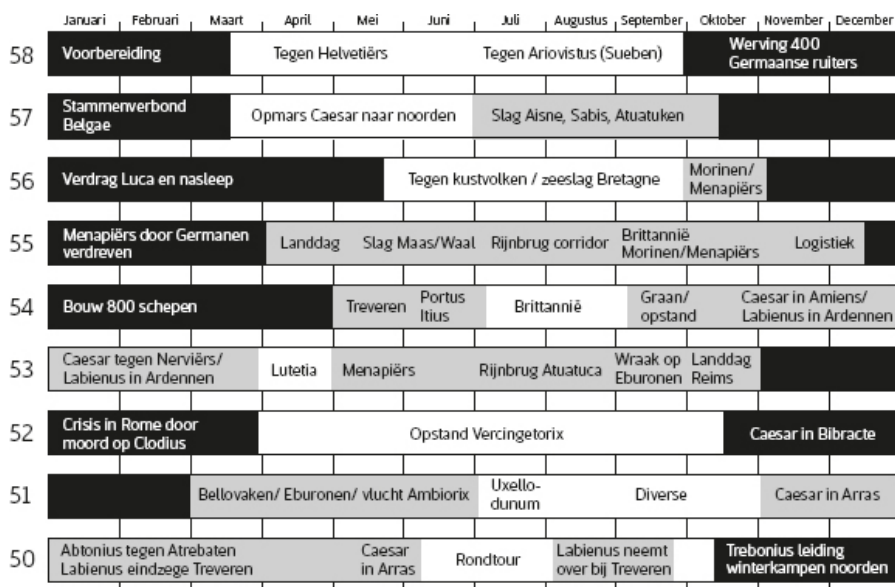 Januari Februari Maart April Mei Juni Juli Augustus September Oktober November December
58 Voorbereiding Tegen Helvetiërs Tegen Ariovistus (Sueben) Werving 400
Germaanse ruiters
57 Stammenverbond
Belgae
Opmars Caesar naar noorden Slag Aisne, Sabis, Atuatuken
56 Verdrag Luca en nasleep Tegen kustvolken / zeeslag Bretagne Morinen/
Menapiërs
55 Menapiërs door Germanen
verdreven
Landdag Slag Maas/Waal Rijnbrug corridor Brittannië
Morinen/Menapiërs
Logistiek
54 Bouw 800 schepen Treveren Portus
Itius
Brittannië Graan/
opstand
Caesar in Amiens/
Labienus in Ardennen
53 Caesar tegen Nerviërs/
Labienus in Ardennen
Lutetia Menapiërs Rijnbrug Atuatuca Wraak op
Eburonen
Landdag
Reims
52 Crisis in Rome door
moord op Clodius
Opstand Vercingetorix Caesar in Bibracte
51 Bellovaken/ Eburonen/ vlucht Ambiorix Uxello-
dunum
Diverse Caesar in Arras
50 Abtonius tegen Atrebaten
Labienus eindzege Treveren
Caesar
in Arras
Rondtour Labienus neemt
over bij Treveren
Trebonius leiding
winterkampen noorden